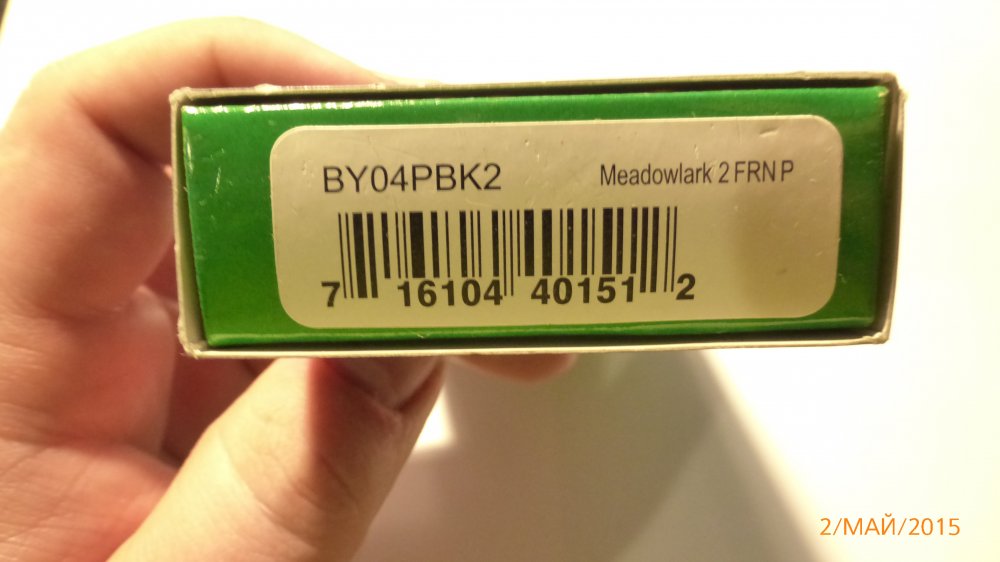 BY04PBK2
Meadowlark 2 FRN P
7 16104 40151 2
2/МАЙ/2015